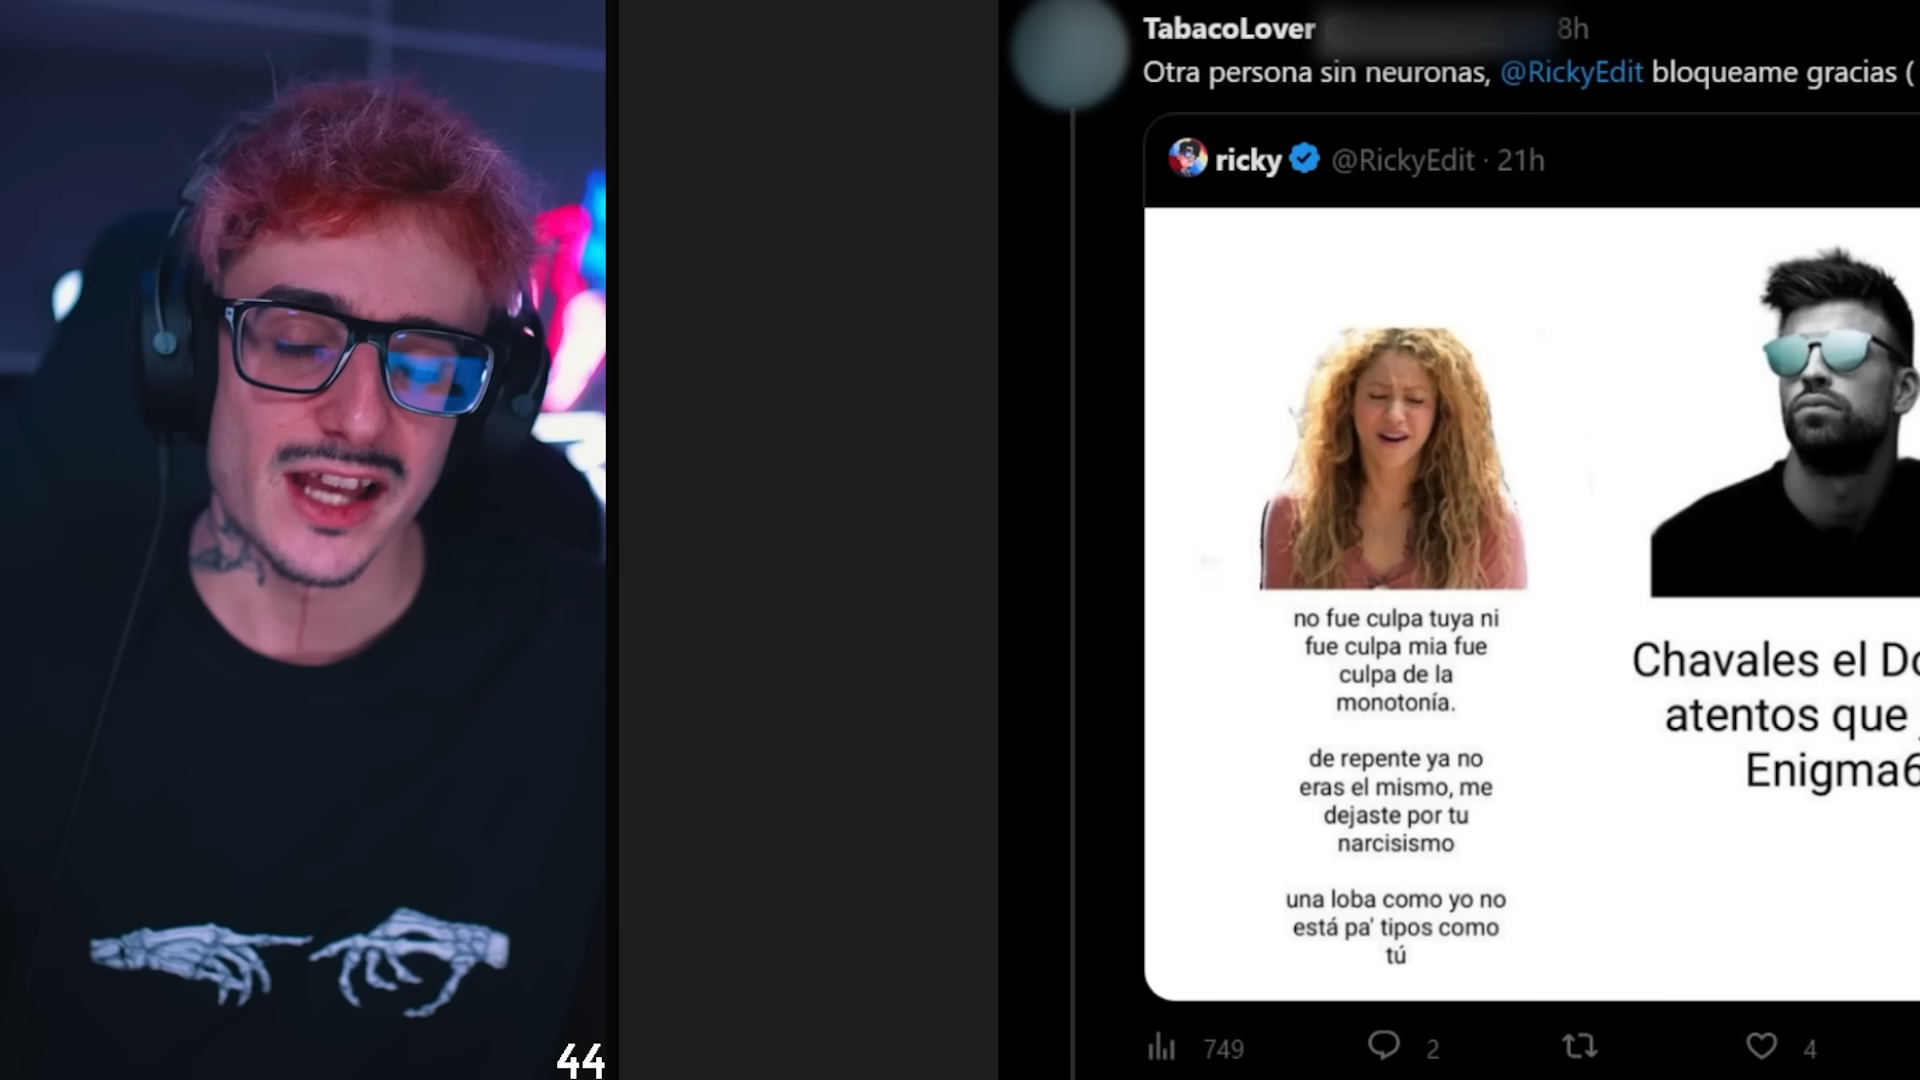 TabacoLover
8h
Otra persona sin neuronas, @RickyEdit bloqueame gracias (
ricky @RickyEdit · 21h
no fue culpa tuya ni
fue culpa mia fue
culpa de la
monotonía.
de repente ya no
eras el mismo, me
dejaste por tu
narcisismo
una loba como yo no
está pa' tipos como
tú
Chavales el Do
atentos que
Enigma6
749
2
4
44